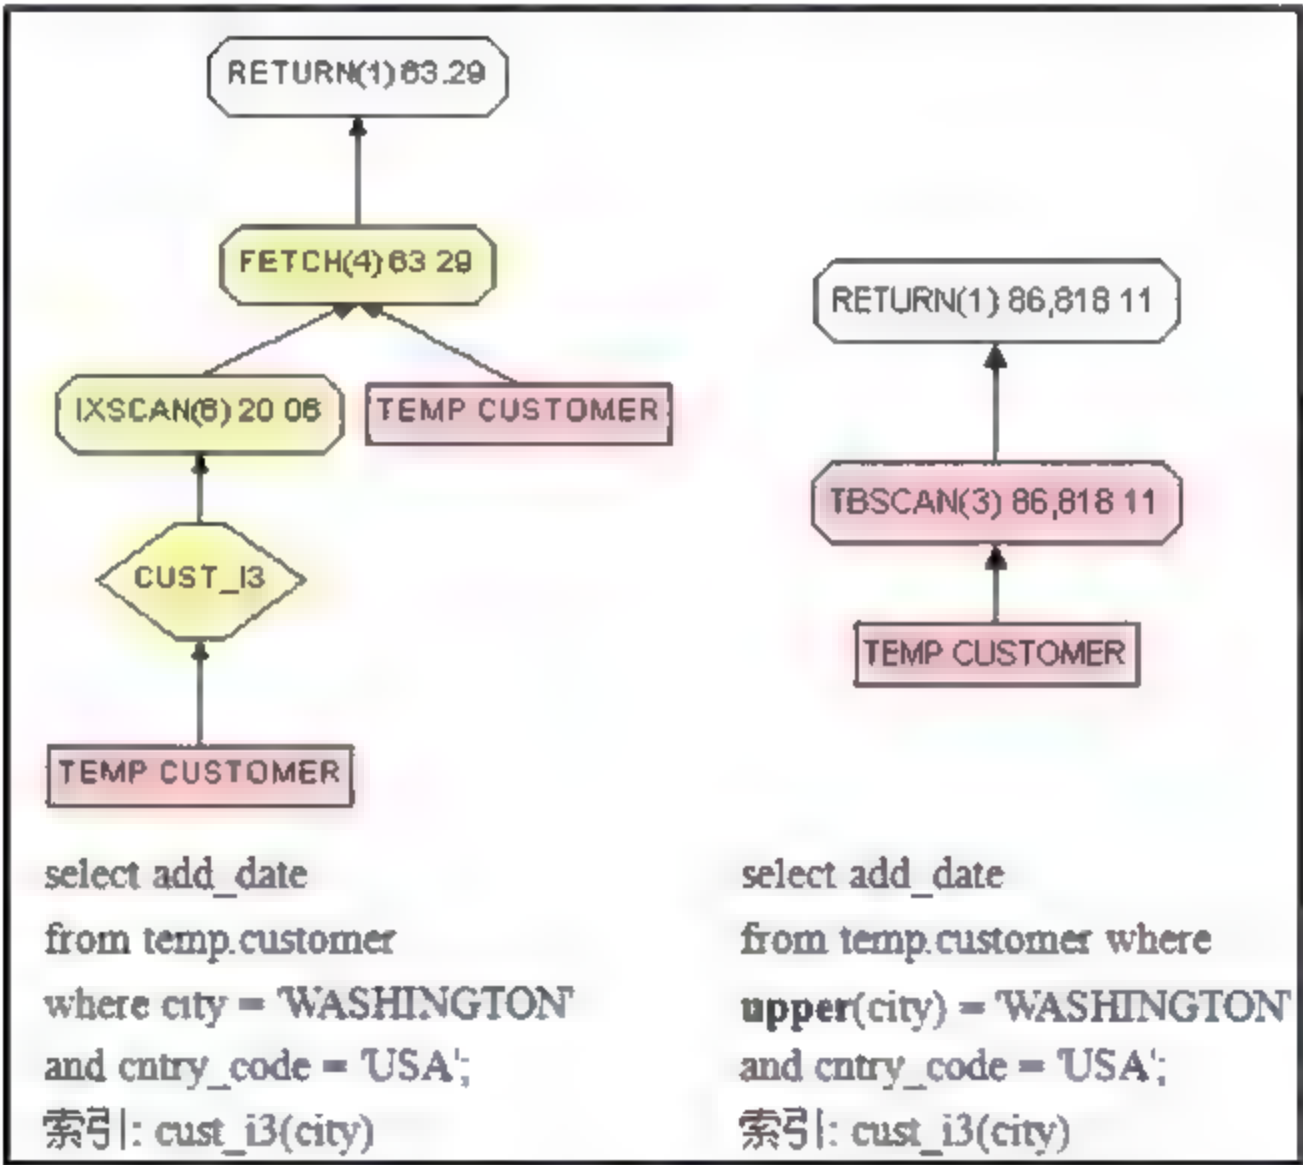 RETURN(1) 63.29
FETCH(4) 63 29
IXSCAN(6) 20 06
TEMP CUSTOMER
CUST_I3
TEMP CUSTOMER
select add_date
from temp.customer
where city = 'WASHINGTON'
and cntry_code = 'USA';
索引: cust_i3(city)
RETURN(1) 86,818 11
TBSCAN(3) 86,818 11
TEMP CUSTOMER
select add_date
from temp.customer where
upper(city) = 'WASHINGTON'
and cntry_code = 'USA';
索引: cust_i3(city)